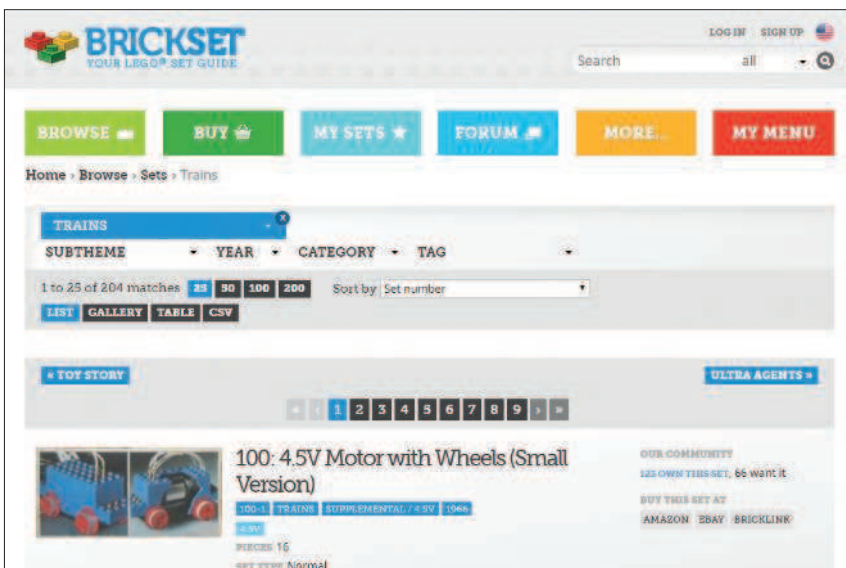 BRICKSET
YOUR LEGO® SET GUIDE
LOG IN SIGN UP
Search all
BROWSE BUY MY SETS FORUM MORE... MY MENU
Home › Browse › Sets › Trains
TRAINS
SUBTHEME YEAR CATEGORY TAG
1 to 25 of 204 matches 25 50 100 200 Sort by Set number
LIST GALLERY TABLE CSV
« TOY STORY ULTRA AGENTS »
« ‹ 1 2 3 4 5 6 7 8 9 › »
100: 4.5V Motor with Wheels (Small
Version)
100-1 TRAINS SUPPLEMENTAL / 4.5V 1966
4.5V
PIECES 16
SET TYPE Normal
OUR COMMUNITY
123 OWN THIS SET, 66 want it
BUY THIS SET AT
AMAZON EBAY BRICKLINK